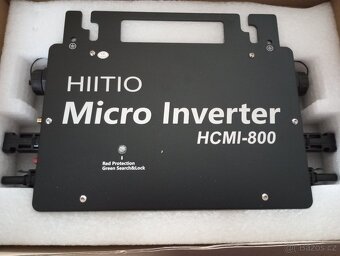 HIITIO
Micro Inverter
HCMI-800
Red Protection
Green Search&Lock